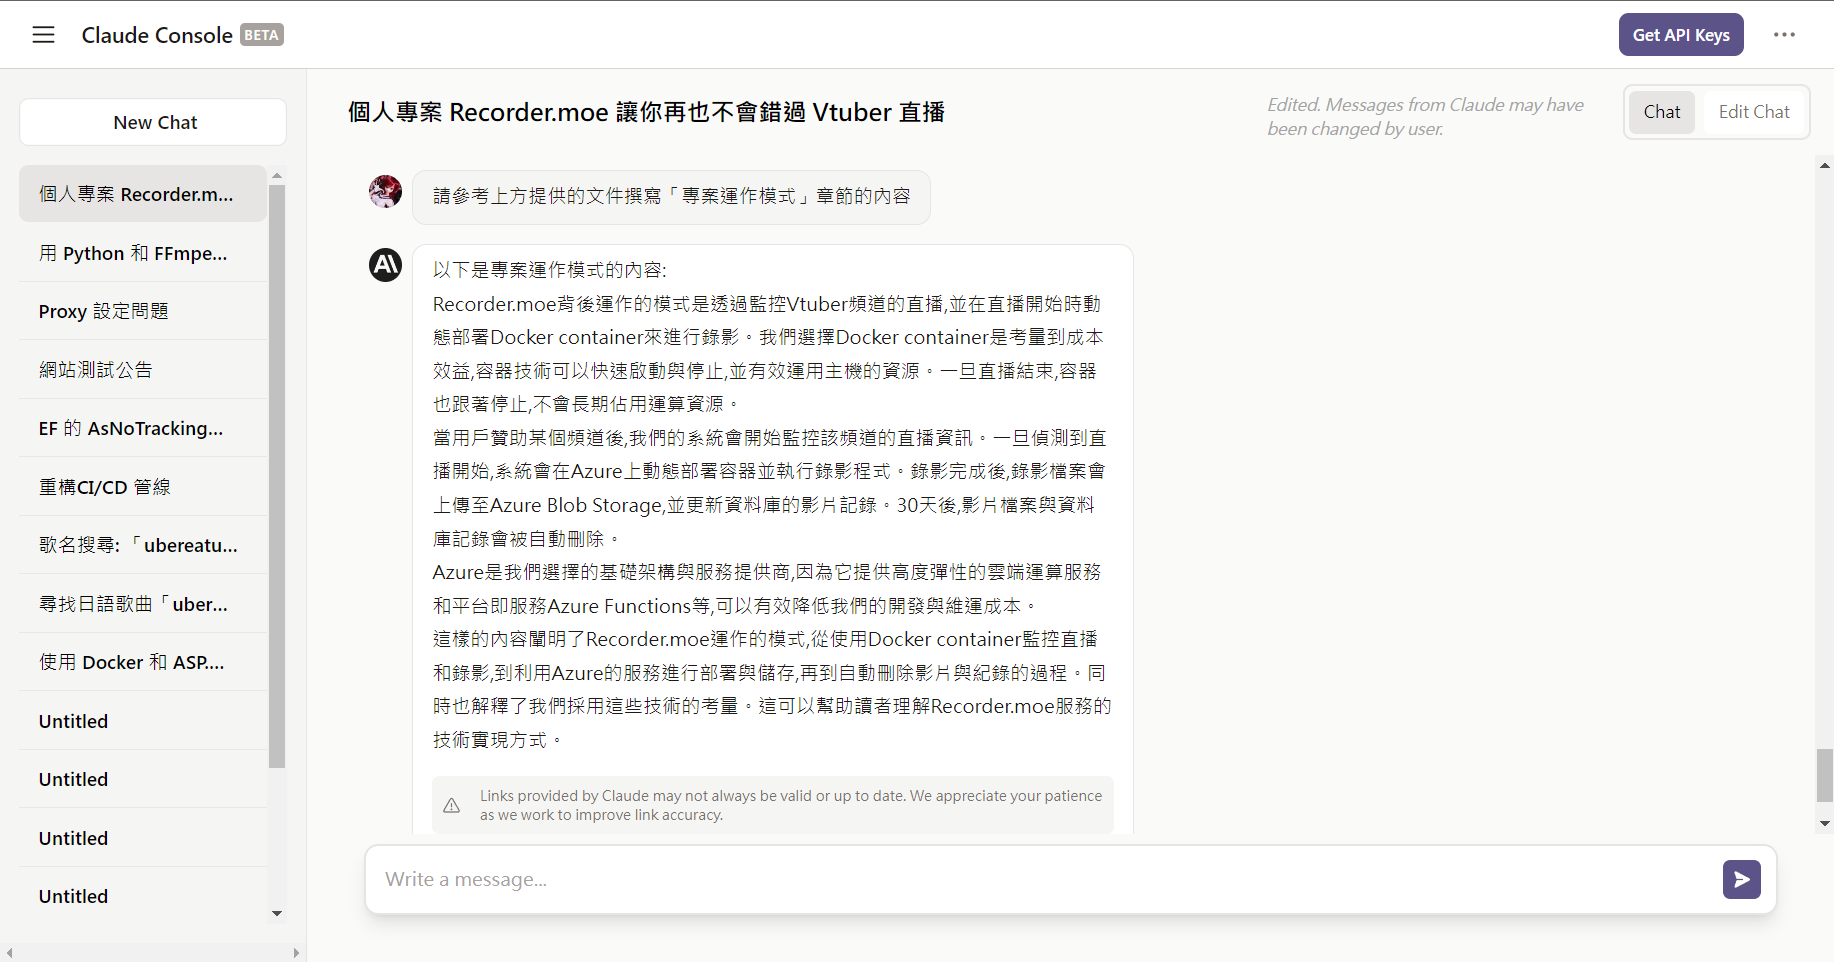 Claude Console BETA
Get API Keys
New Chat
個人專案 Recorder.m...
用 Python 和 FFmpe...
Proxy 設定問題
網站測試公告
EF 的 AsNoTracking...
重構CI/CD 管線
歌名搜尋: 「ubereatu...
尋找日語歌曲「uber...
使用 Docker 和 ASP....
Untitled
Untitled
Untitled
Untitled
個人專案 Recorder.moe 讓你再也不會錯過 Vtuber 直播
Edited. Messages from Claude may have
been changed by user.
Chat
Edit Chat
請參考上方提供的文件撰寫「專案運作模式」章節的內容
以下是專案運作模式的內容:
Recorder.moe背後運作的模式是透過監控Vtuber頻道的直播,並在直播開始時動
態部署Docker container來進行錄影。我們選擇Docker container是考量到成本
效益,容器技術可以快速啟動與停止,並有效運用主機的資源。一旦直播結束,容器
也跟著停止,不會長期佔用運算資源。
當用戶贊助某個頻道後,我們的系統會開始監控該頻道的直播資訊。一旦偵測到直
播開始,系統會在Azure上動態部署容器並執行錄影程式。錄影完成後,錄影檔案會
上傳至Azure Blob Storage,並更新資料庫的影片記錄。30天後,影片檔案與資料
庫記錄會被自動刪除。
Azure是我們選擇的基礎架構與服務提供商,因為它提供高度彈性的雲端運算服務
和平台即服務Azure Functions等,可以有效降低我們的開發與維運成本。
這樣的內容闡明了Recorder.moe運作的模式,從使用Docker container監控直播
和錄影,到利用Azure的服務進行部署與儲存,再到自動刪除影片與紀錄的過程。同
時也解釋了我們採用這些技術的考量。這可以幫助讀者理解Recorder.moe服務的
技術實現方式。
Links provided by Claude may not always be valid or up to date. We appreciate your patience
as we work to improve link accuracy.
Write a message...